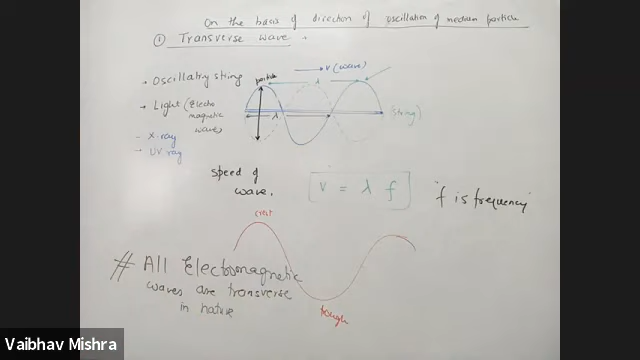 On the basis of direction of oscillation of medium particle
① Transverse wave .
→ v (wave)
→ Oscillating string
particle
λ
→ Light (Electro
magnetic
waves)
λ
(string)
- X-ray
- UV ray
speed of
wave.
v = λ f
"f is frequency"
crest
# All Electromagnetic
waves are transverse
in nature
trough
Vaibhav Mishra